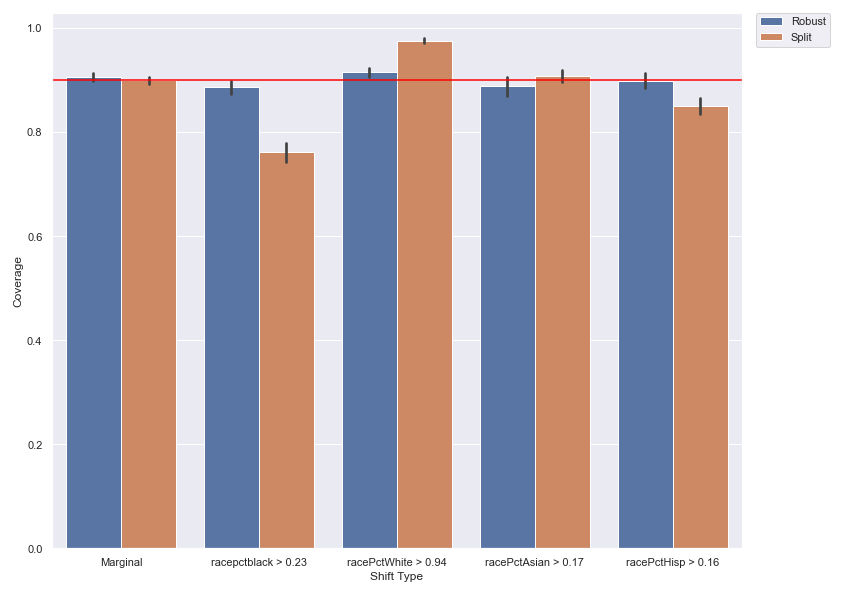 Robust
Split
1.0
0.8
0.6
0.4
0.2
0.0
Coverage
Marginal
racepctblack > 0.23
racePctWhite > 0.94
racePctAsian > 0.17
racePctHisp > 0.16
Shift Type